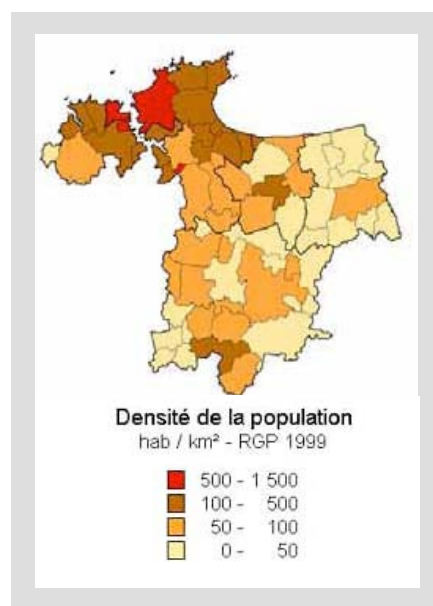 Densité de la population
hab / km² - RGP 1999
500 - 1 500
100 - 500
50 - 100
0 - 50